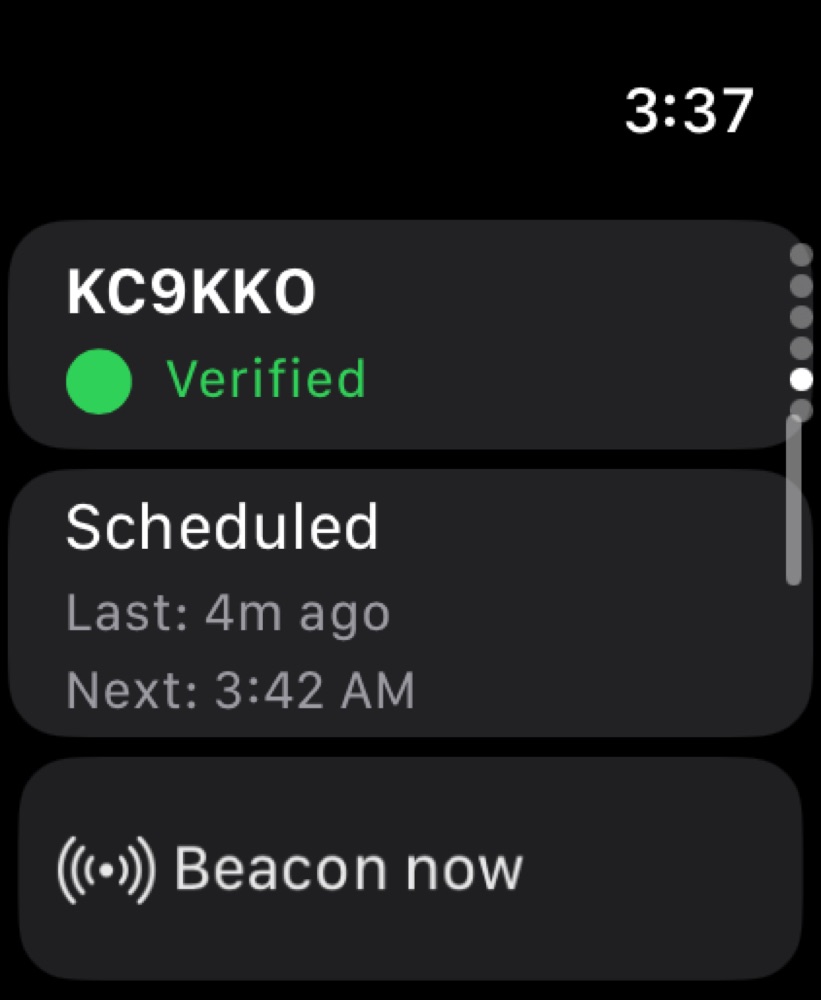 3:37
KC9KKO
Verified
Scheduled
Last: 4m ago
Next: 3:42 AM
Beacon now